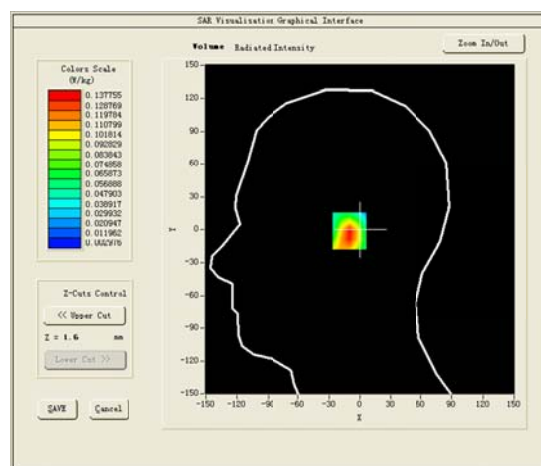 SAR Visualization Graphical Interface
Volume Radiated Intensity
Zoom In/Out
Colors Scale
(W/kg)
0.137755
0.128769
0.119784
0.110799
0.101814
0.092829
0.083843
0.074858
0.065873
0.056888
0.047903
0.038917
0.029932
0.020947
0.011962
0.002976
150
120
90
60
30
0
-30
-60
-90
-120
-150
Y
-150 -120 -90 -60 -30 0 30 60 90 120 150
X
Z-Cuts Control
<< Upper Cut
Z = 1.6 mm
Lower Cut >>
SAVE Cancel